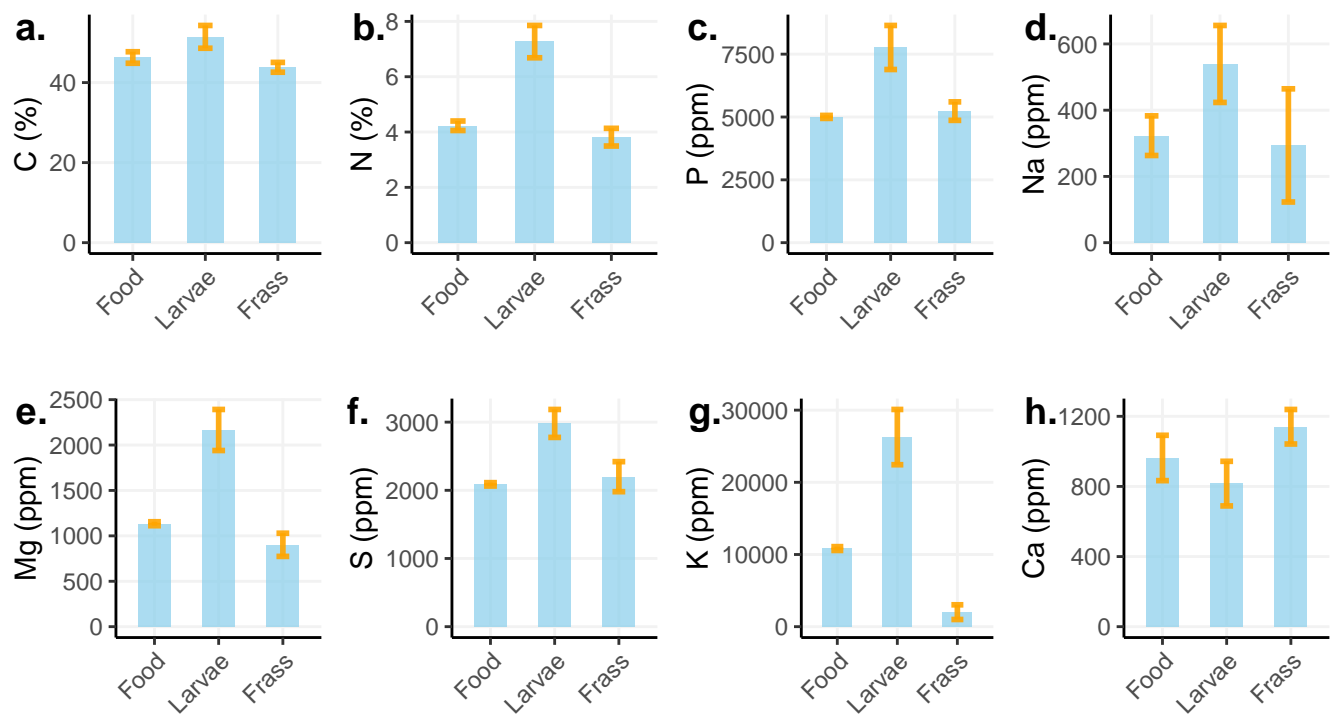 a.
C (%)
40
20
0
Food
Larvae
Frass
b.
N (%)
8
6
4
2
0
Food
Larvae
Frass
c.
P (ppm)
7500
5000
2500
0
Food
Larvae
Frass
d.
Na (ppm)
600
400
200
0
Food
Larvae
Frass
e.
Mg (ppm)
2500
2000
1500
1000
500
0
Food
Larvae
Frass
f.
S (ppm)
3000
2000
1000
0
Food
Larvae
Frass
g.
K (ppm)
30000
20000
10000
0
Food
Larvae
Frass
h.
Ca (ppm)
1200
800
400
0
Food
Larvae
Frass